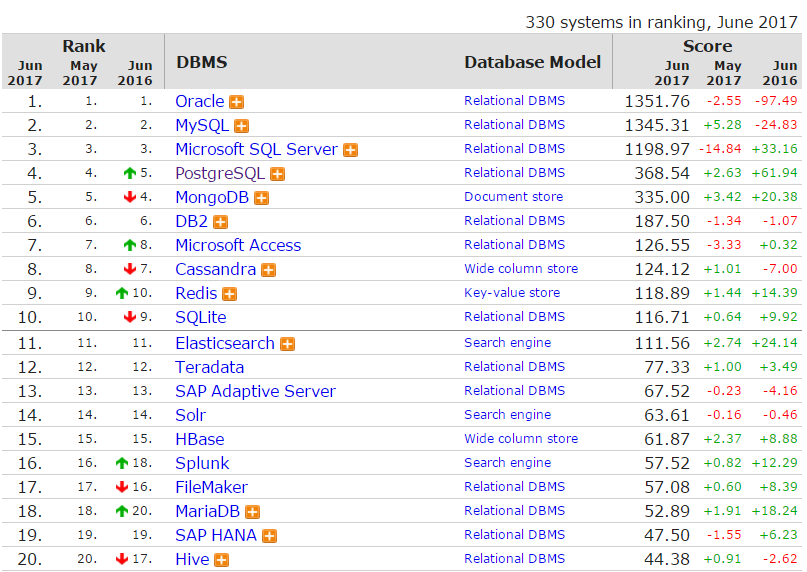 330 systems in ranking, June 2017
Rank DBMS Database Model Score
Jun 2017 May 2017 Jun 2016 Jun 2017 May 2017 Jun 2016
1. 1. 1. Oracle Relational DBMS 1351.76 -2.55 -97.49
2. 2. 2. MySQL Relational DBMS 1345.31 +5.28 -24.83
3. 3. 3. Microsoft SQL Server Relational DBMS 1198.97 -14.84 +33.16
4. 4. 5. PostgreSQL Relational DBMS 368.54 +2.63 +61.94
5. 5. 4. MongoDB Document store 335.00 +3.42 +20.38
6. 6. 6. DB2 Relational DBMS 187.50 -1.34 -1.07
7. 7. 8. Microsoft Access Relational DBMS 126.55 -3.33 +0.32
8. 8. 7. Cassandra Wide column store 124.12 +1.01 -7.00
9. 9. 10. Redis Key-value store 118.89 +1.44 +14.39
10. 10. 9. SQLite Relational DBMS 116.71 +0.64 +9.92
11. 11. 11. Elasticsearch Search engine 111.56 +2.74 +24.14
12. 12. 12. Teradata Relational DBMS 77.33 +1.00 +3.49
13. 13. 13. SAP Adaptive Server Relational DBMS 67.52 -0.23 -4.16
14. 14. 14. Solr Search engine 63.61 -0.16 -0.46
15. 15. 15. HBase Wide column store 61.87 +2.37 +8.88
16. 16. 18. Splunk Search engine 57.52 +0.82 +12.29
17. 17. 16. FileMaker Relational DBMS 57.08 +0.60 +8.39
18. 18. 20. MariaDB Relational DBMS 52.89 +1.91 +18.24
19. 19. 19. SAP HANA Relational DBMS 47.50 -1.55 +6.23
20. 20. 17. Hive Relational DBMS 44.38 +0.91 -2.62